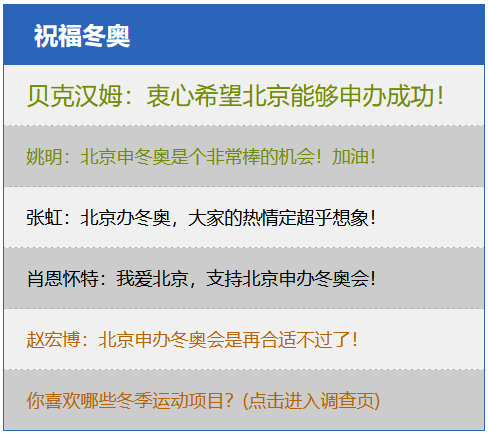 祝福冬奥
贝克汉姆：衷心希望北京能够申办成功！
姚明：北京申冬奥是个非常棒的机会！加油！
张虹：北京办冬奥，大家的热情定超乎想象！
肖恩怀特：我爱北京，支持北京申办冬奥会！
赵宏博：北京申办冬奥会是再合适不过了！
你喜欢哪些冬季运动项目？(点击进入调查页)